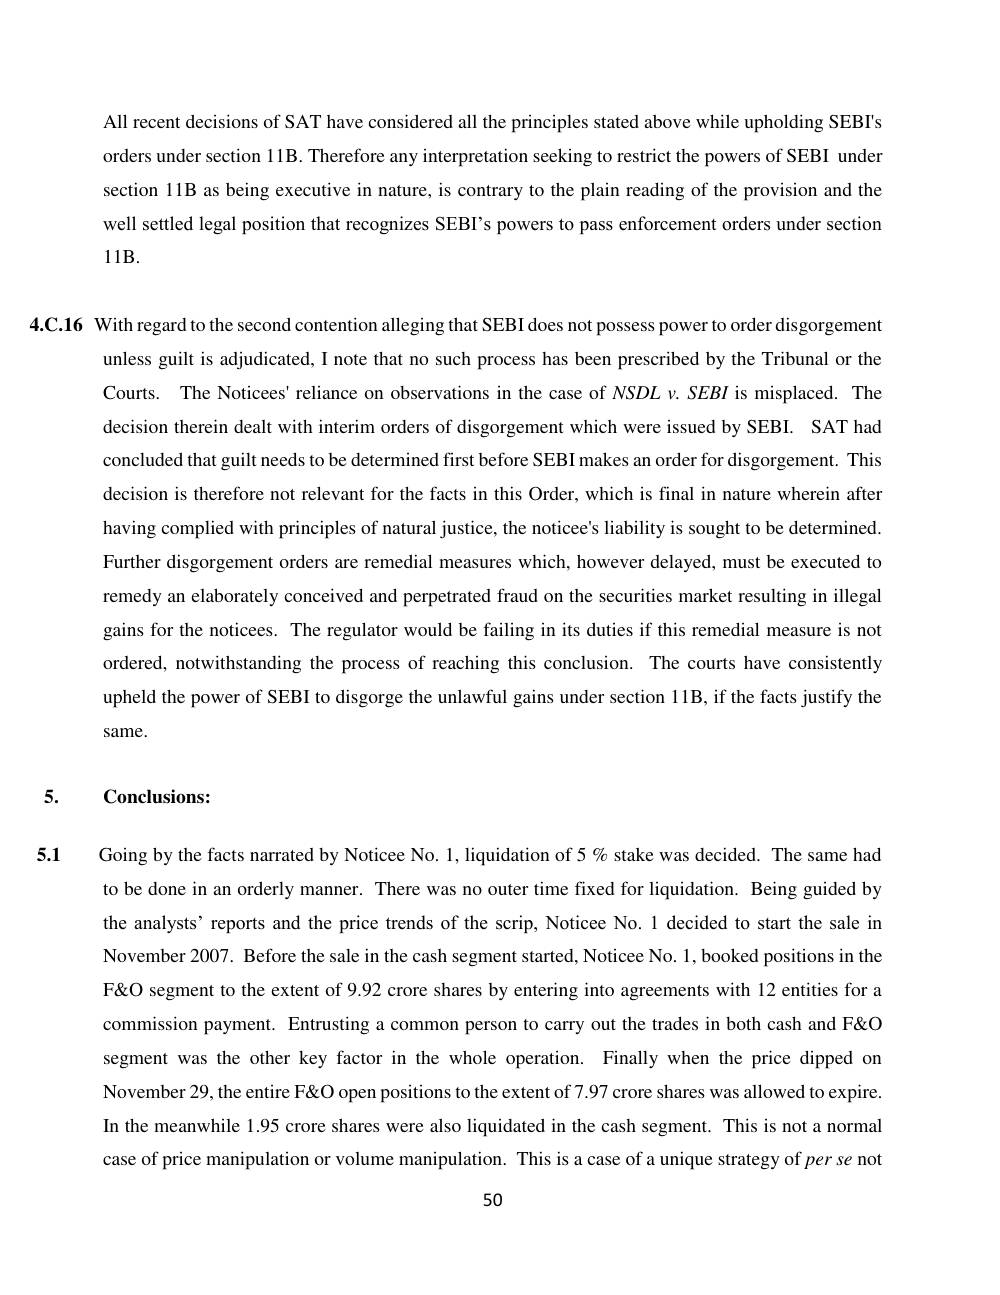 All recent decisions of SAT have considered all the principles stated above while upholding SEBI's
orders under section 11B. Therefore any interpretation seeking to restrict the powers of SEBI under
section 11B as being executive in nature, is contrary to the plain reading of the provision and the
well settled legal position that recognizes SEBI’s powers to pass enforcement orders under section
11B.
4.C.16 With regard to the second contention alleging that SEBI does not possess power to order disgorgement
unless guilt is adjudicated, I note that no such process has been prescribed by the Tribunal or the
Courts. The Noticees' reliance on observations in the case of NSDL v. SEBI is misplaced. The
decision therein dealt with interim orders of disgorgement which were issued by SEBI. SAT had
concluded that guilt needs to be determined first before SEBI makes an order for disgorgement. This
decision is therefore not relevant for the facts in this Order, which is final in nature wherein after
having complied with principles of natural justice, the noticee's liability is sought to be determined.
Further disgorgement orders are remedial measures which, however delayed, must be executed to
remedy an elaborately conceived and perpetrated fraud on the securities market resulting in illegal
gains for the noticees. The regulator would be failing in its duties if this remedial measure is not
ordered, notwithstanding the process of reaching this conclusion. The courts have consistently
upheld the power of SEBI to disgorge the unlawful gains under section 11B, if the facts justify the
same.
5. Conclusions:
5.1 Going by the facts narrated by Noticee No. 1, liquidation of 5 % stake was decided. The same had
to be done in an orderly manner. There was no outer time fixed for liquidation. Being guided by
the analysts’ reports and the price trends of the scrip, Noticee No. 1 decided to start the sale in
November 2007. Before the sale in the cash segment started, Noticee No. 1, booked positions in the
F&O segment to the extent of 9.92 crore shares by entering into agreements with 12 entities for a
commission payment. Entrusting a common person to carry out the trades in both cash and F&O
segment was the other key factor in the whole operation. Finally when the price dipped on
November 29, the entire F&O open positions to the extent of 7.97 crore shares was allowed to expire.
In the meanwhile 1.95 crore shares were also liquidated in the cash segment. This is not a normal
case of price manipulation or volume manipulation. This is a case of a unique strategy of per se not
50